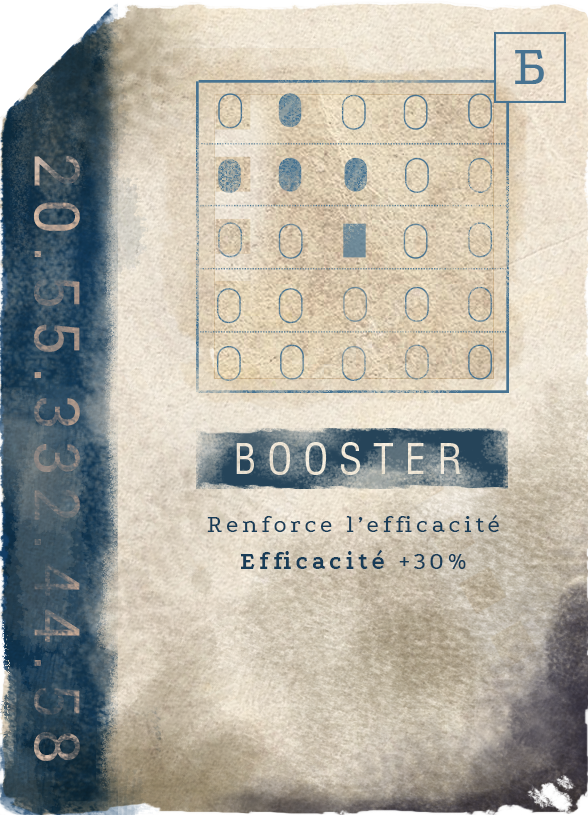 Б
20.55.332.44.58
BOOSTER
Renforce l'efficacité
Efficacité +30%